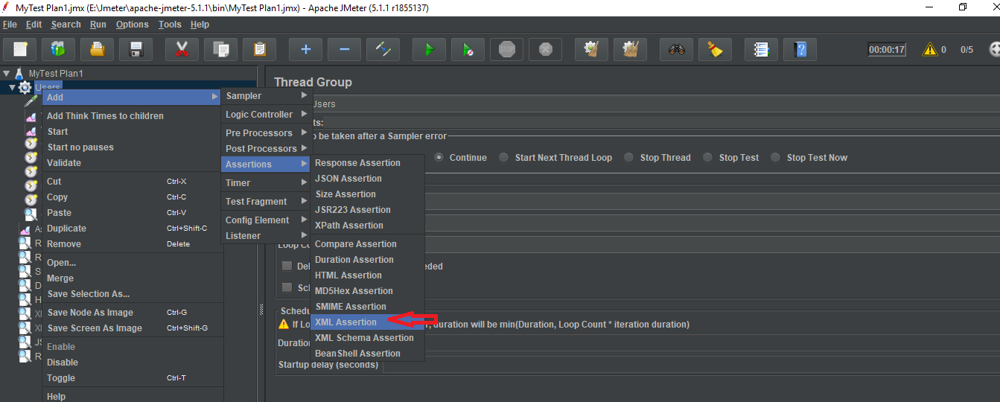 MyTest Plan1.jmx (E:\Jmeter\apache-jmeter-5.1.1\bin\MyTest Plan1.jmx) - Apache JMeter (5.1.1 r1855137)
File Edit Search Run Options Tools Help
STOP
00:00:17
0
0/5
MyTest Plan1
Users
Add
Add Think Times to children
Start
Start no pauses
Validate
Cut Ctrl-X
Copy Ctrl-C
Paste Ctrl-V
Duplicate Ctrl+Shift-C
Remove Delete
Open...
Merge
Save Selection As...
Save Node As Image Ctrl-G
Save Screen As Image Ctrl+Shift-G
Enable
Disable
Toggle Ctrl-T
Help
Sampler
Logic Controller
Pre Processors
Post Processors
Assertions
Timer
Test Fragment
Config Element
Listener
Response Assertion
JSON Assertion
Size Assertion
JSR223 Assertion
XPath Assertion
Compare Assertion
Duration Assertion
HTML Assertion
MD5Hex Assertion
SMIME Assertion
XML Assertion
XML Schema Assertion
BeanShell Assertion
Thread Group
Users
ts:
be taken after a Sampler error
Continue Start Next Thread Loop Stop Thread Stop Test Stop Test Now
Loop Co
Del
eded
Sch
Schedu
If Lo
, duration will be min(Duration, Loop Count * iteration duration)
Duration
Startup delay (seconds)